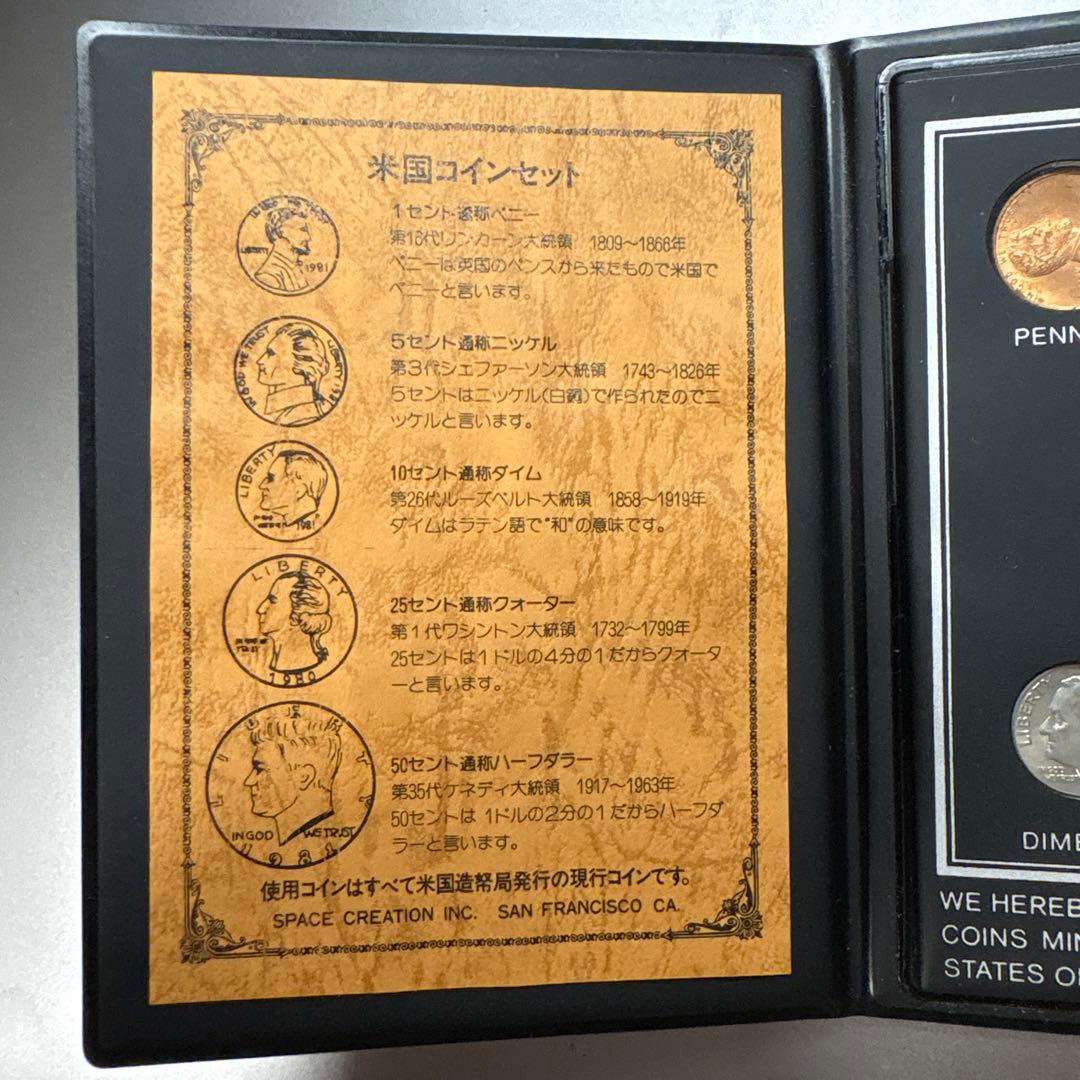 米国コインセット
1セント通称ペニー
第16代リンカーン大統領 1809～1866年
ペニーは英国のペンスから来たもので米国で
ペニーと言います。
LIBERTY
1981
5セント通称ニッケル
第3代シェファーソン大統領 1743～1826年
5セントはニッケル(白銅)で作られたのでニ
ッケルと言います。
IN GOD WE TRUST
LIBERTY 1981
10セント通称ダイム
第26代ルーズベルト大統領 1858～1919年
ダイムはラテン語で"和"の意味です。
LIBERTY
1981
25セント通称クォーター
第1代ワシントン大統領 1732～1799年
25セントは1ドルの4分の1だからクォータ
ーと言います。
LIBERTY
1980
50セント通称ハーフダラー
第35代ケネディ大統領 1917～1963年
50セントは 1ドルの2分の1だからハーフダ
ラーと言います。
IN GOD WE TRUST
1981
使用コインはすべて米国造幣局発行の現行コインです。
SPACE CREATION INC. SAN FRANCISCO CA.
PENN
LIBERTY
DIME
WE HEREB
COINS MIN
STATES OF